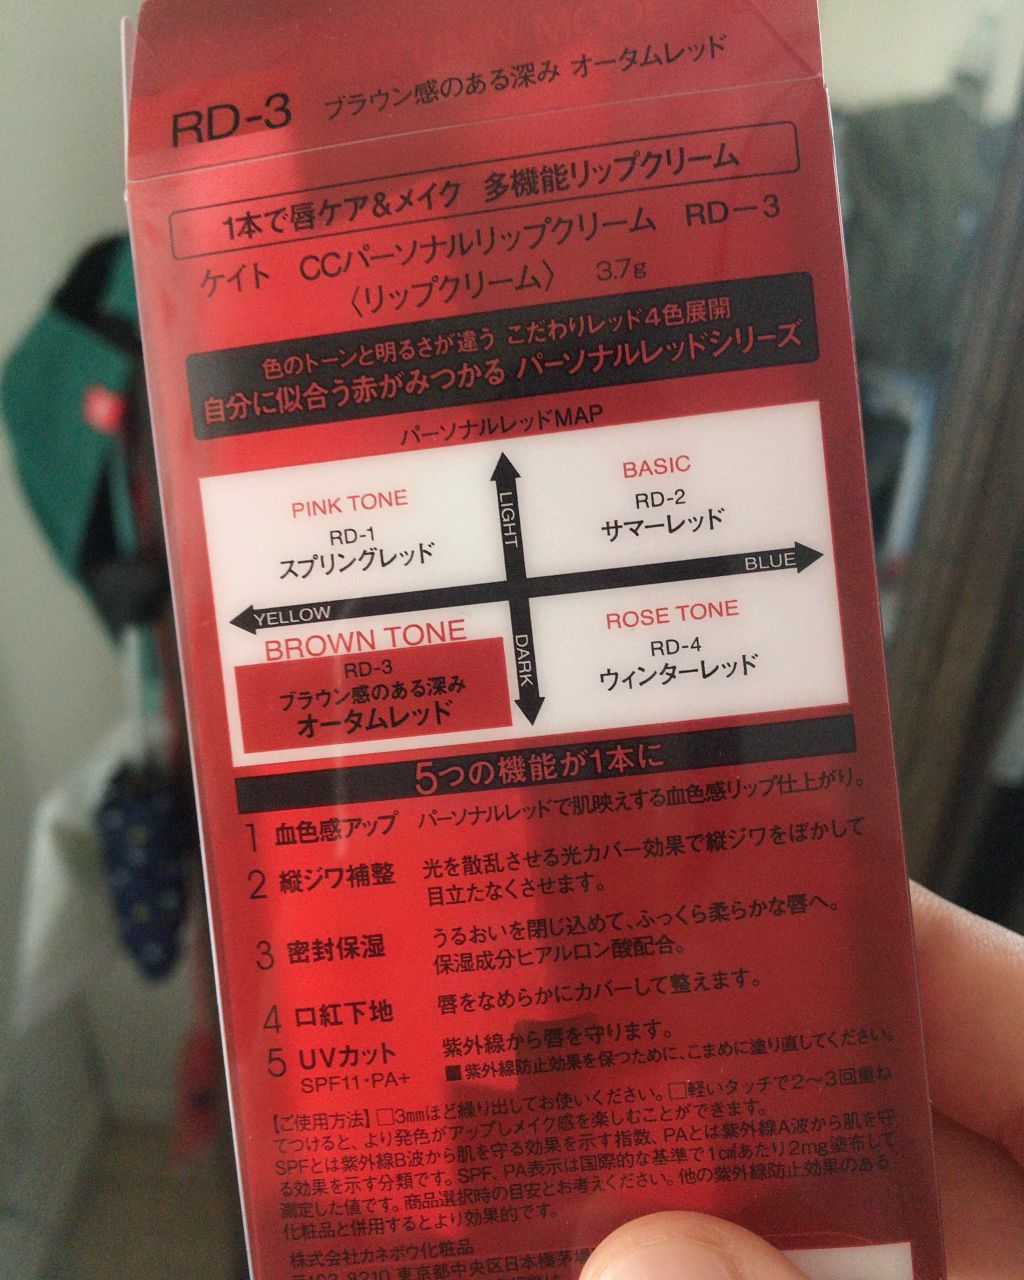 RD-3 ブラウン感のある深み オータムレッド
1本で唇ケア&メイク 多機能リップクリーム
ケイト CCパーソナルリップクリーム RD−3
〈リップクリーム〉 3.7g
色のトーンと明るさが違う こだわりレッド4色展開
自分に似合う赤がみつかる パーソナルレッドシリーズ
パーソナルレッドMAP
PINK TONE
RD-1
スプリングレッド
BASIC
RD-2
サマーレッド
LIGHT
YELLOW
BLUE
DARK
BROWN TONE
RD-3
ブラウン感のある深み
オータムレッド
ROSE TONE
RD-4
ウィンターレッド
5つの機能が1本に
1 血色感アップ パーソナルレッドで肌映えする血色感リップ仕上がり。
2 縦ジワ補整 光を散乱させる光カバー効果で縦ジワをぼかして
目立たなくさせます。
3 密封保湿 うるおいを閉じ込めて、ふっくら柔らかな唇へ。
保湿成分ヒアルロン酸配合。
4 口紅下地 唇をなめらかにカバーして整えます。
5 UVカット 紫外線から唇を守ります。
SPF11・PA+ ■紫外線防止効果を保つために、こまめに塗り直してください。
【ご使用方法】□3mmほど繰り出してお使いください。□軽いタッチで2〜3回重ね
てつけると、より発色がアップしメイク感を楽しむことができます。
SPFとは紫外線B波から肌を守る効果を示す指数、PAとは紫外線A波から肌を守
る効果を示す分類です。SPF、PA表示は国際的な基準で1c㎡あたり2mg塗布して
測定した値です。商品選択時の目安とお考えください。他の紫外線防止効果のある
化粧品と併用するとより効果的です。
株式会社カネボウ化粧品
〒103-8210 東京都中央区日本橋茅場